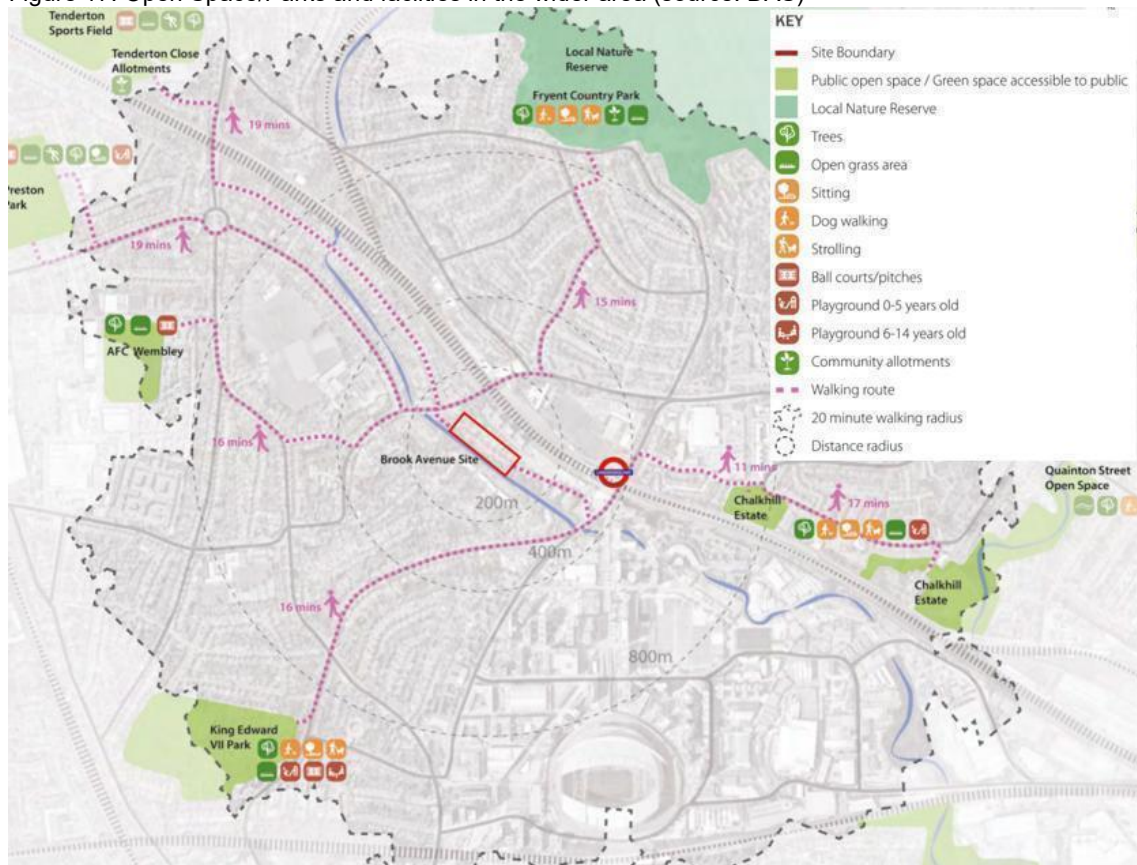 Open Space/Parks and facilities in the wider area (source: DAS)
Tenderton
Sports Field
Tenderton Close
Allotments
19 mins
Preston
Park
19 mins
AFC Wembley
16 mins
Local Nature
Reserve
Fryent Country Park
15 mins
Brook Avenue Site
200m
400m
800m
11 mins
Chalkhill
Estate
17 mins
Quainton Street
Open Space
Chalkhill
Estate
16 mins
King Edward
VII Park
KEY
Site Boundary
Public open space / Green space accessible to public
Local Nature Reserve
Trees
Open grass area
Sitting
Dog walking
Strolling
Ball courts/pitches
Playground 0-5 years old
Playground 6-14 years old
Community allotments
Walking route
20 minute walking radius
Distance radius